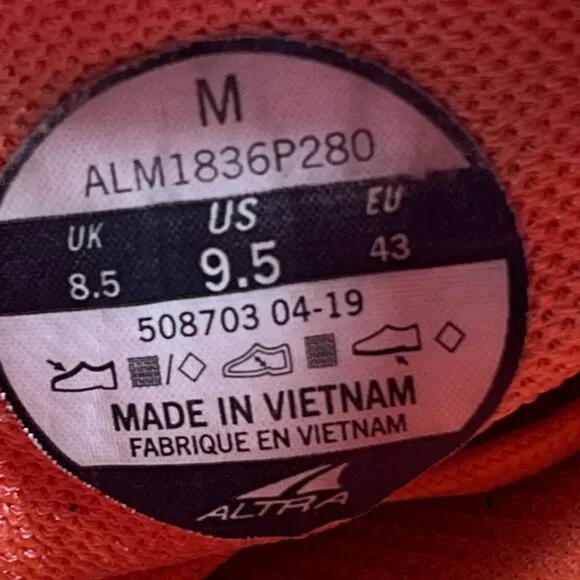 M
ALM1836P280
UK US EU
8.5 9.5 43
508703 04-19
MADE IN VIETNAM
FABRIQUE EN VIETNAM
ALTRA